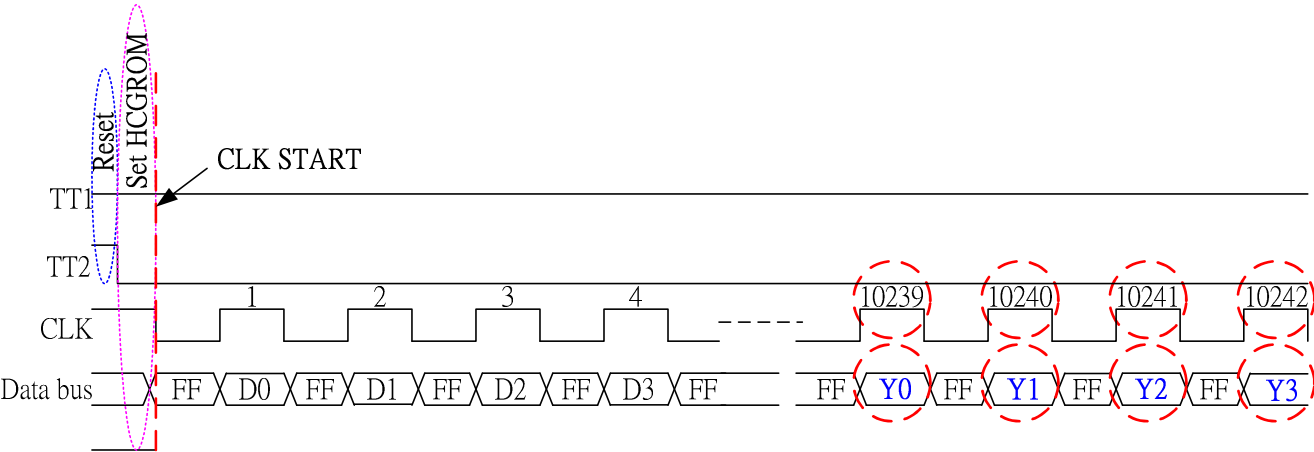 Reset
Set HCGROM
CLK START
TT1
TT2
1 2 3 4 10239 10240 10241 10242
CLK
Data bus FF D0 FF D1 FF D2 FF D3 FF FF Y0 FF Y1 FF Y2 FF Y3